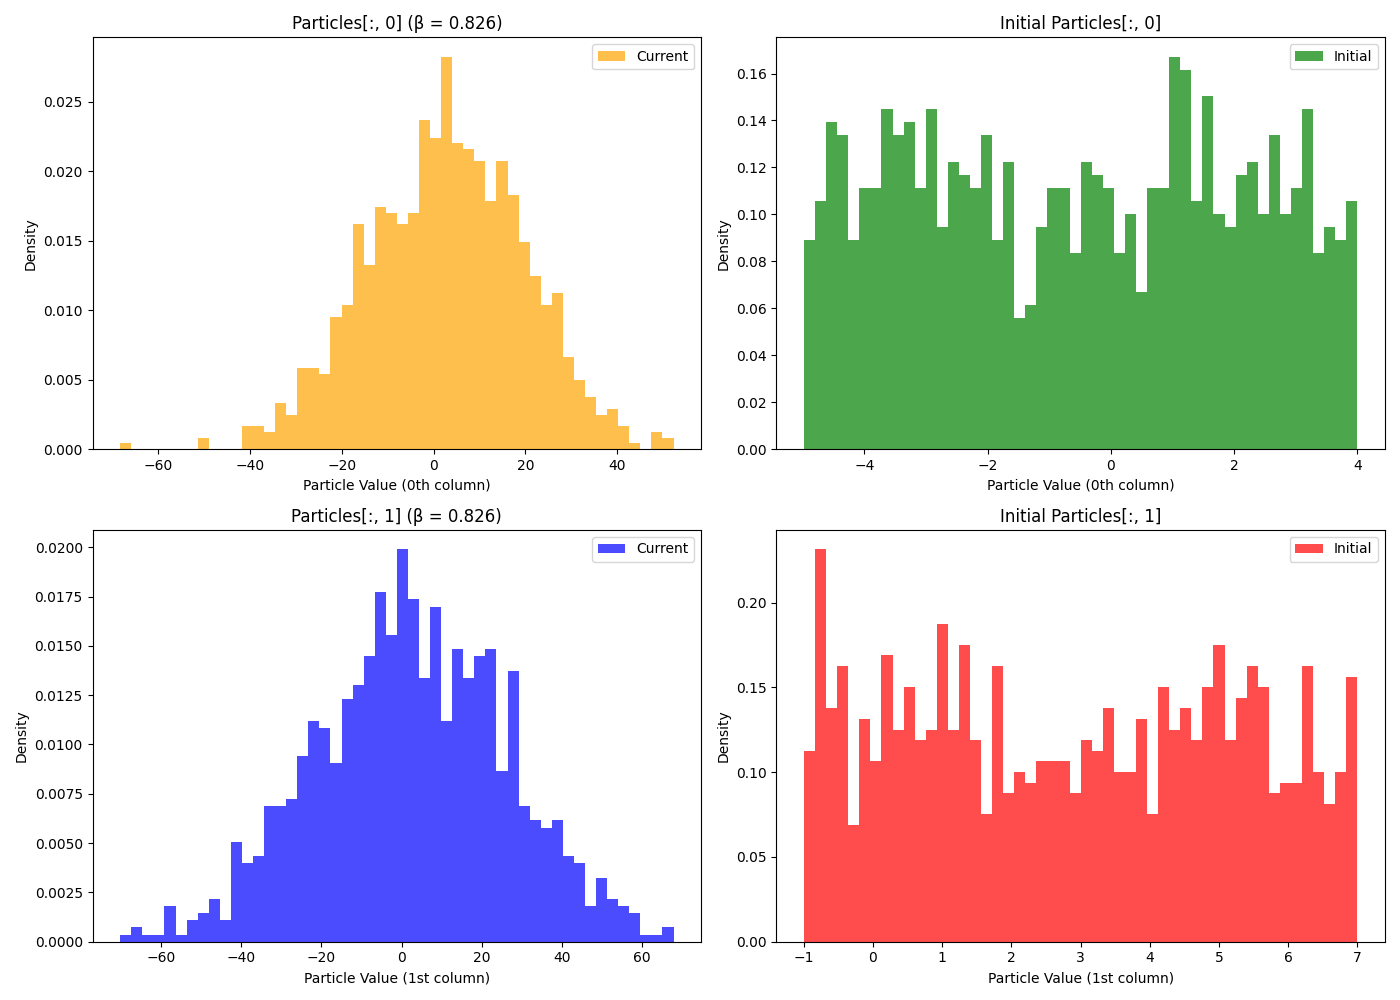 Particles[:, 0] (β = 0.826)
Current
Density
0.025
0.020
0.015
0.010
0.005
0.000
−60 −40 −20 0 20 40
Particle Value (0th column)
Initial Particles[:, 0]
Initial
Density
0.16
0.14
0.12
0.10
0.08
0.06
0.04
0.02
0.00
−4 −2 0 2 4
Particle Value (0th column)
Particles[:, 1] (β = 0.826)
Current
Density
0.0200
0.0175
0.0150
0.0125
0.0100
0.0075
0.0050
0.0025
0.0000
−60 −40 −20 0 20 40 60
Particle Value (1st column)
Initial Particles[:, 1]
Initial
Density
0.20
0.15
0.10
0.05
0.00
−1 0 1 2 3 4 5 6 7
Particle Value (1st column)